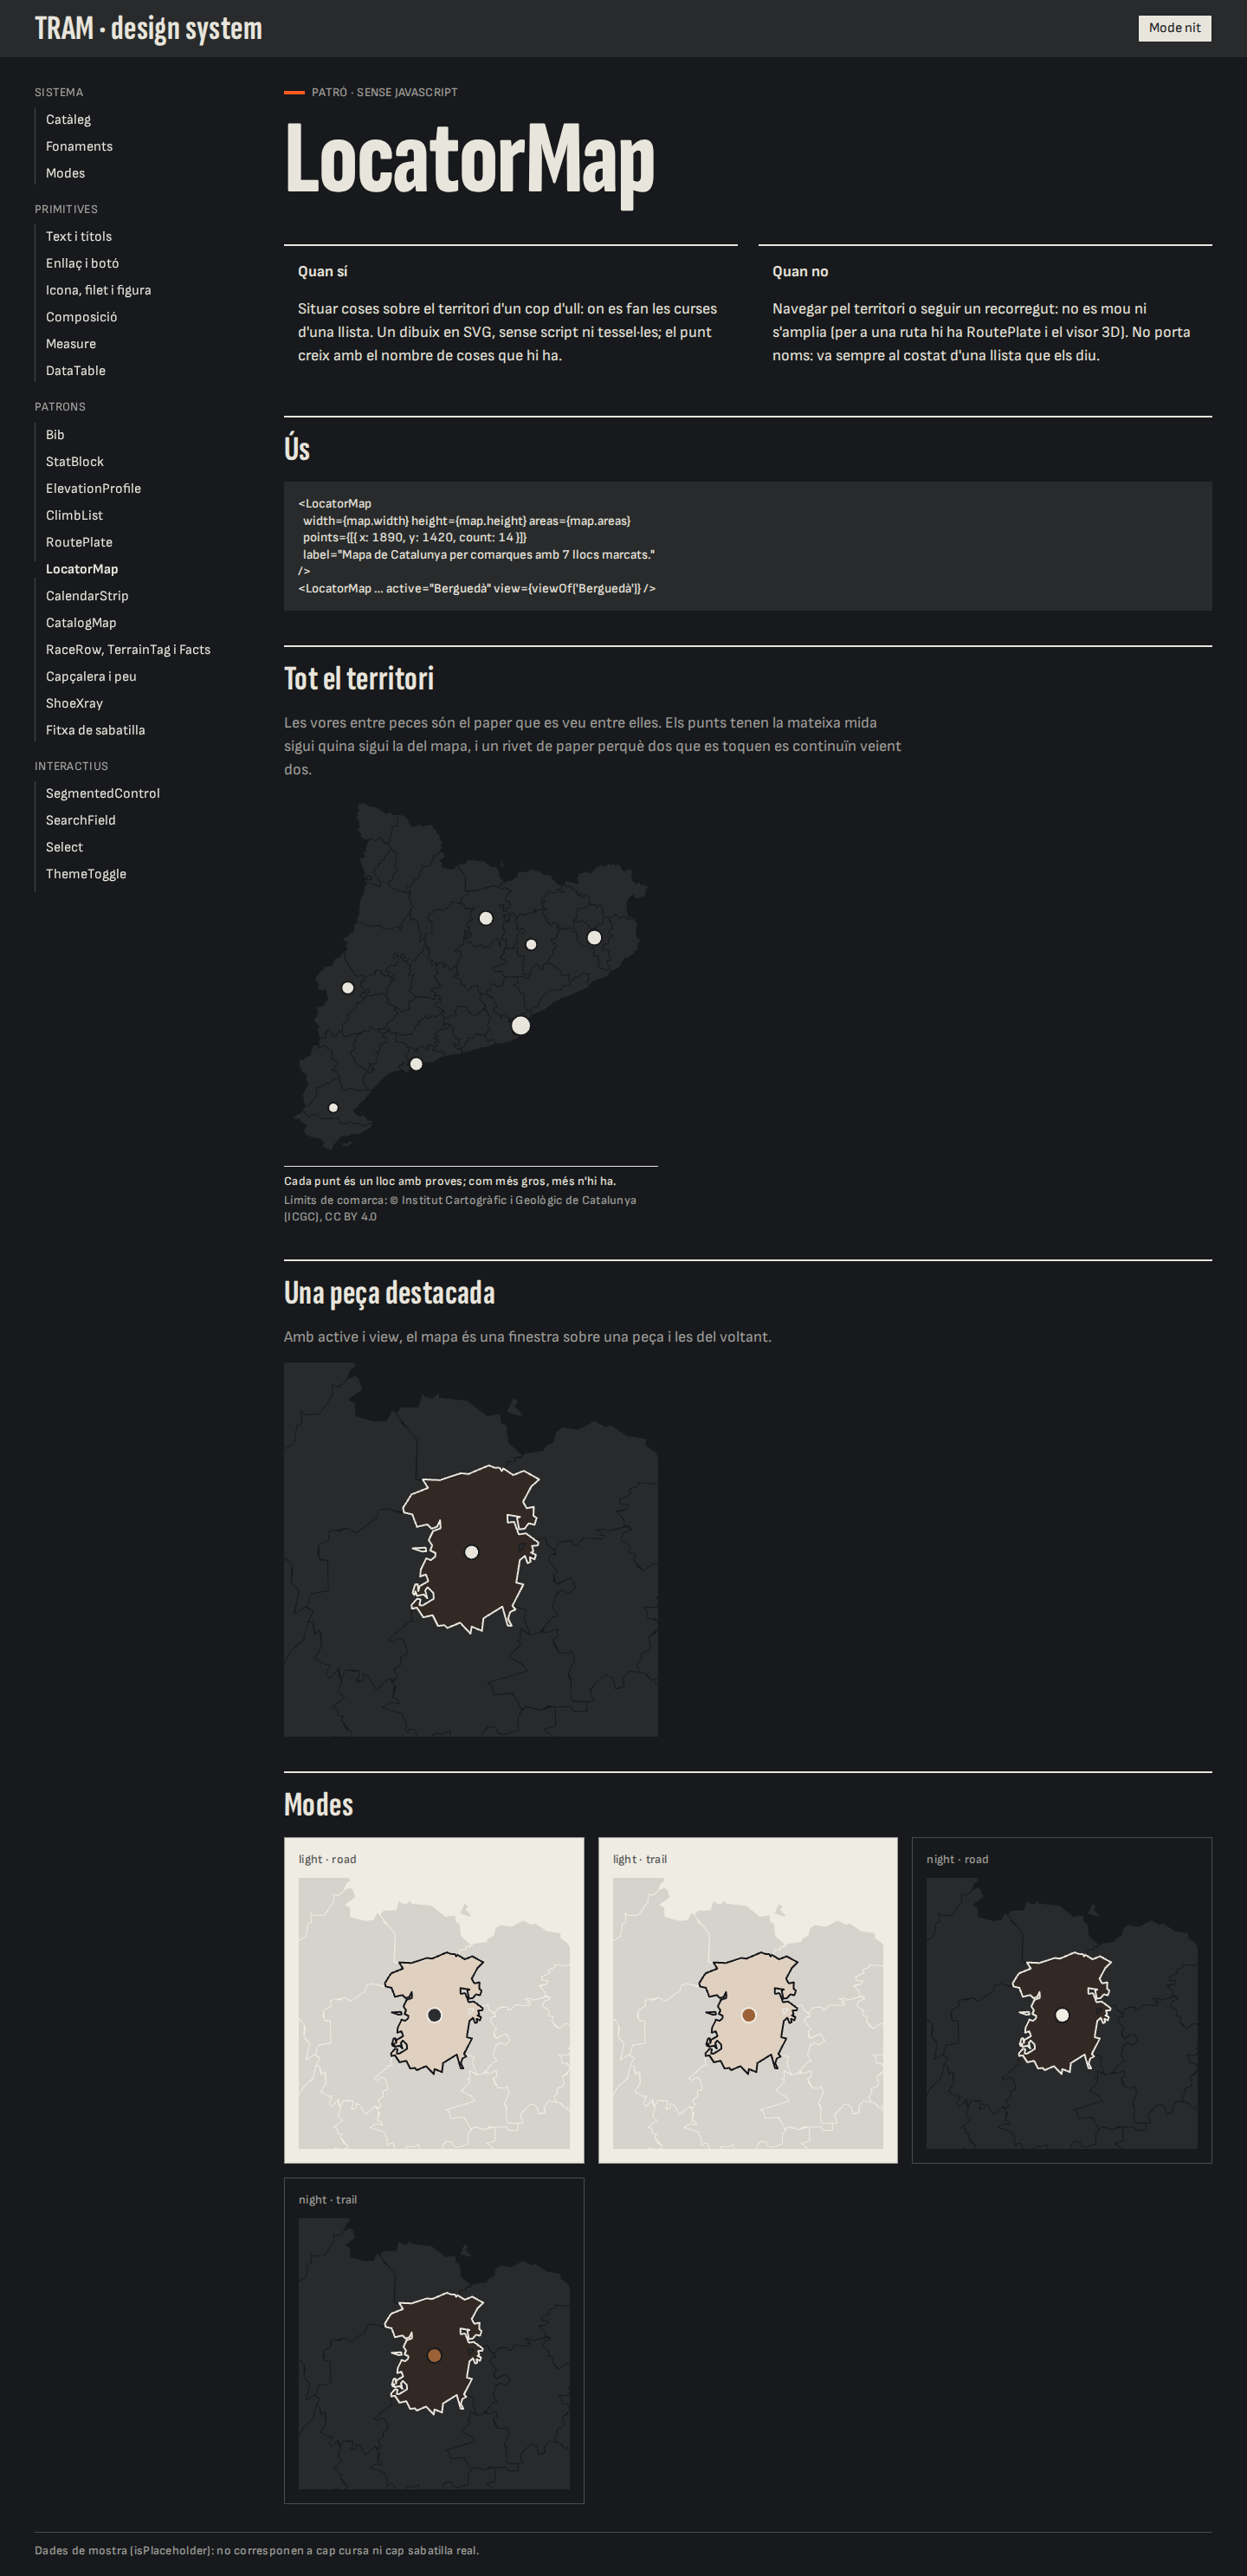 TRAM · design system
Mode nit
SISTEMA
Catàleg
Fonaments
Modes
PRIMITIVES
Text i títols
Enllaç i botó
Icona, filet i figura
Composició
Measure
DataTable
PATRONS
Bib
StatBlock
ElevationProfile
ClimbList
RoutePlate
LocatorMap
CalendarStrip
CatalogMap
RaceRow, TerrainTag i Facts
Capçalera i peu
ShoeXray
Fitxa de sabatilla
INTERACTIUS
SegmentedControl
SearchField
Select
ThemeToggle
PATRÓ · SENSE JAVASCRIPT
LocatorMap
Quan sí
Situar coses sobre el territori d'un cop d'ull: on es fan les curses
d'una llista. Un dibuix en SVG, sense script ni tessel·les; el punt
creix amb el nombre de coses que hi ha.
Quan no
Navegar pel territori o seguir un recorregut: no es mou ni
s'amplia (per a una ruta hi ha RoutePlate i el visor 3D). No porta
noms: va sempre al costat d'una llista que els diu.
Ús
<LocatorMap
width={map.width} height={map.height} areas={map.areas}
points={[{ x: 1890, y: 1420, count: 14 }]}
label="Mapa de Catalunya per comarques amb 7 llocs marcats."
/>
<LocatorMap … active="Berguedà" view={viewOf('Berguedà')} />
Tot el territori
Les vores entre peces són el paper que es veu entre elles. Els punts tenen la mateixa mida
sigui quina sigui la del mapa, i un rivet de paper perquè dos que es toquen es continuïn veient
dos.
Cada punt és un lloc amb proves; com més gros, més n'hi ha.
Límits de comarca: © Institut Cartogràfic i Geològic de Catalunya
(ICGC), CC BY 4.0
Una peça destacada
Amb active i view, el mapa és una finestra sobre una peça i les del voltant.
Modes
light · road
light · trail
night · road
night · trail
Dades de mostra (isPlaceholder): no corresponen a cap cursa ni cap sabatilla real.